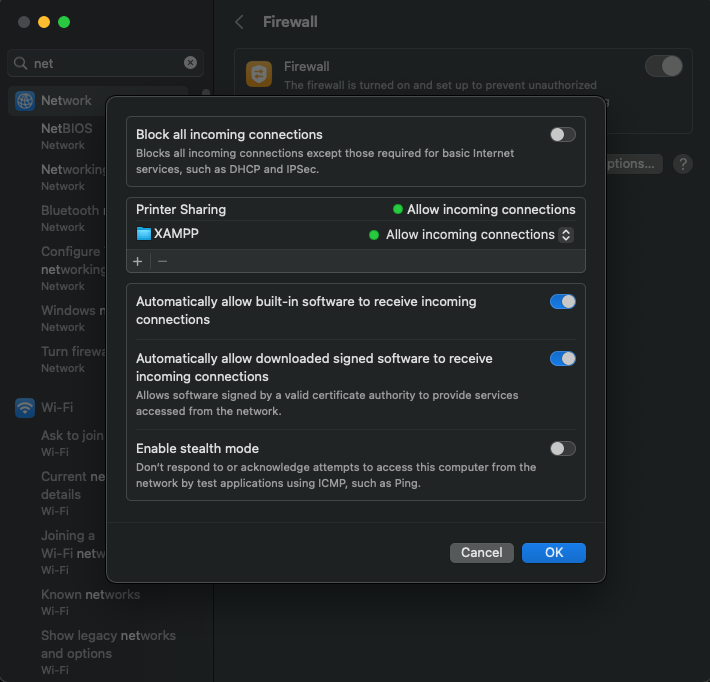 Firewall
net
Firewall
The firewall is turned on and set up to prevent unauthorized
Network
NetBIOS
Network
Networking
Network
Bluetooth
Network
Configure
networking
Network
Windows
Network
Turn
Network
Wi-Fi
Ask to join
Wi-Fi
Current
details
Wi-Fi
Joining a
Wi-Fi
Wi-Fi
Known networks
Wi-Fi
Show legacy networks
and options
Wi-Fi
?
Block all incoming connections
Blocks all incoming connections except those required for basic Internet
services, such as DHCP and IPSec.
Printer Sharing
Allow incoming connections
XAMPP
Allow incoming connections
+ −
Automatically allow built-in software to receive incoming
connections
Automatically allow downloaded signed software to receive
incoming connections
Allows software signed by a valid certificate authority to provide services
accessed from the network.
Enable stealth mode
Don’t respond to or acknowledge attempts to access this computer from the
network by test applications using ICMP, such as Ping.
Cancel
OK